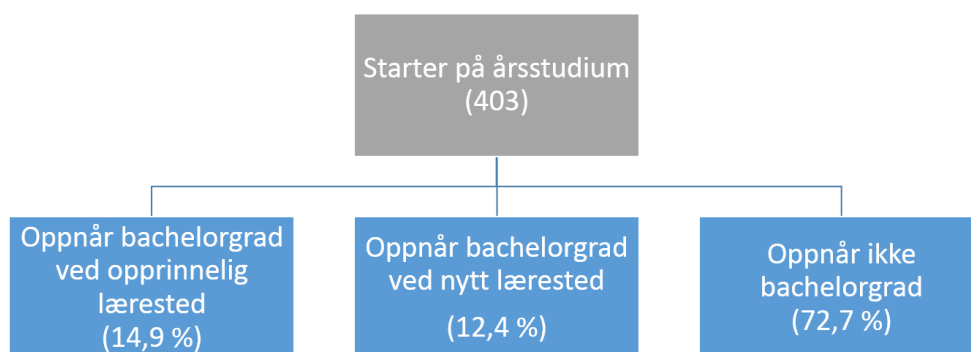 Starter på årsstudium
(403)
Oppnår bachelorgrad
ved opprinnelig
lærested
(14,9 %)
Oppnår bachelorgrad
ved nytt lærested
(12,4 %)
Oppnår ikke
bachelorgrad
(72,7 %)